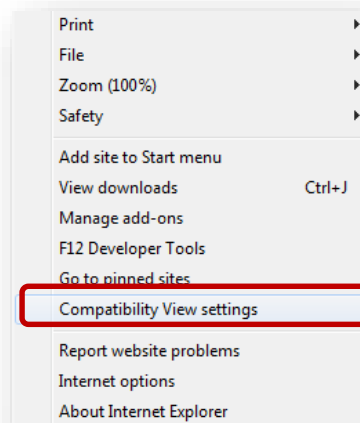 Print
File
Zoom (100%)
Safety
Add site to Start menu
View downloads Ctrl+J
Manage add-ons
F12 Developer Tools
Go to pinned sites
Compatibility View settings
Report website problems
Internet options
About Internet Explorer